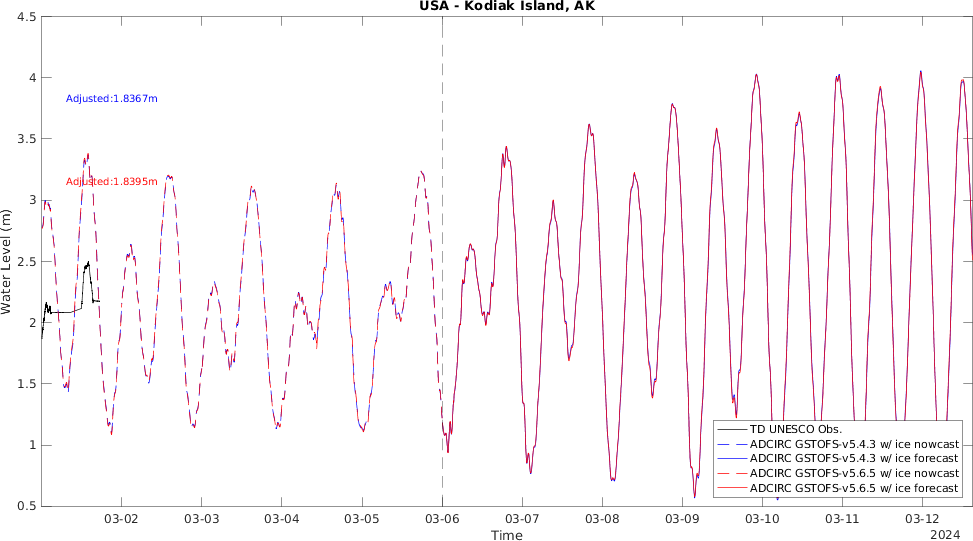 USA - Kodiak Island, AK
4.5
4
3.5
3
2.5
2
1.5
1
0.5
Water Level (m)
Adjusted:1.8367m
Adjusted:1.8395m
TD UNESCO Obs.
ADCIRC GSTOFS-v5.4.3 w/ ice nowcast
ADCIRC GSTOFS-v5.4.3 w/ ice forecast
ADCIRC GSTOFS-v5.6.5 w/ ice nowcast
ADCIRC GSTOFS-v5.6.5 w/ ice forecast
03-02 03-03 03-04 03-05 03-06 03-07 03-08 03-09 03-10 03-11 03-12
2024
Time